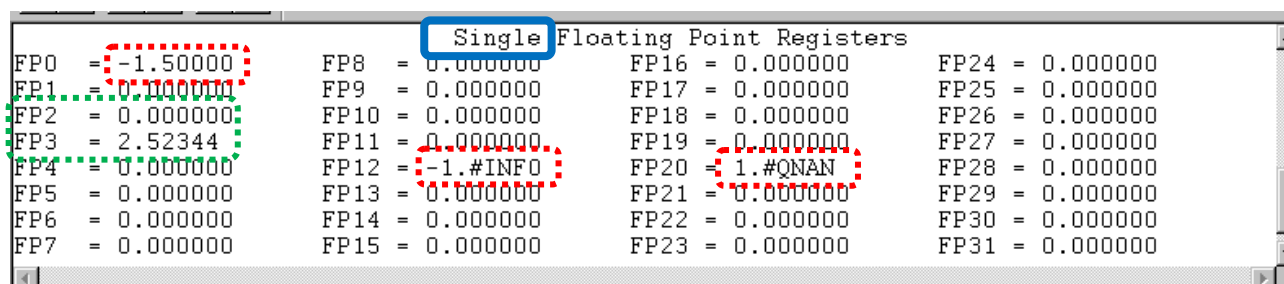 Single Floating Point Registers
FP0 = -1.50000 FP8 = 0.000000 FP16 = 0.000000 FP24 = 0.000000
FP1 = 0.000000 FP9 = 0.000000 FP17 = 0.000000 FP25 = 0.000000
FP2 = 0.000000 FP10 = 0.000000 FP18 = 0.000000 FP26 = 0.000000
FP3 = 2.52344 FP11 = 0.000000 FP19 = 0.000000 FP27 = 0.000000
FP4 = 0.000000 FP12 = -1.#INF0 FP20 = 1.#QNAN FP28 = 0.000000
FP5 = 0.000000 FP13 = 0.000000 FP21 = 0.000000 FP29 = 0.000000
FP6 = 0.000000 FP14 = 0.000000 FP22 = 0.000000 FP30 = 0.000000
FP7 = 0.000000 FP15 = 0.000000 FP23 = 0.000000 FP31 = 0.000000